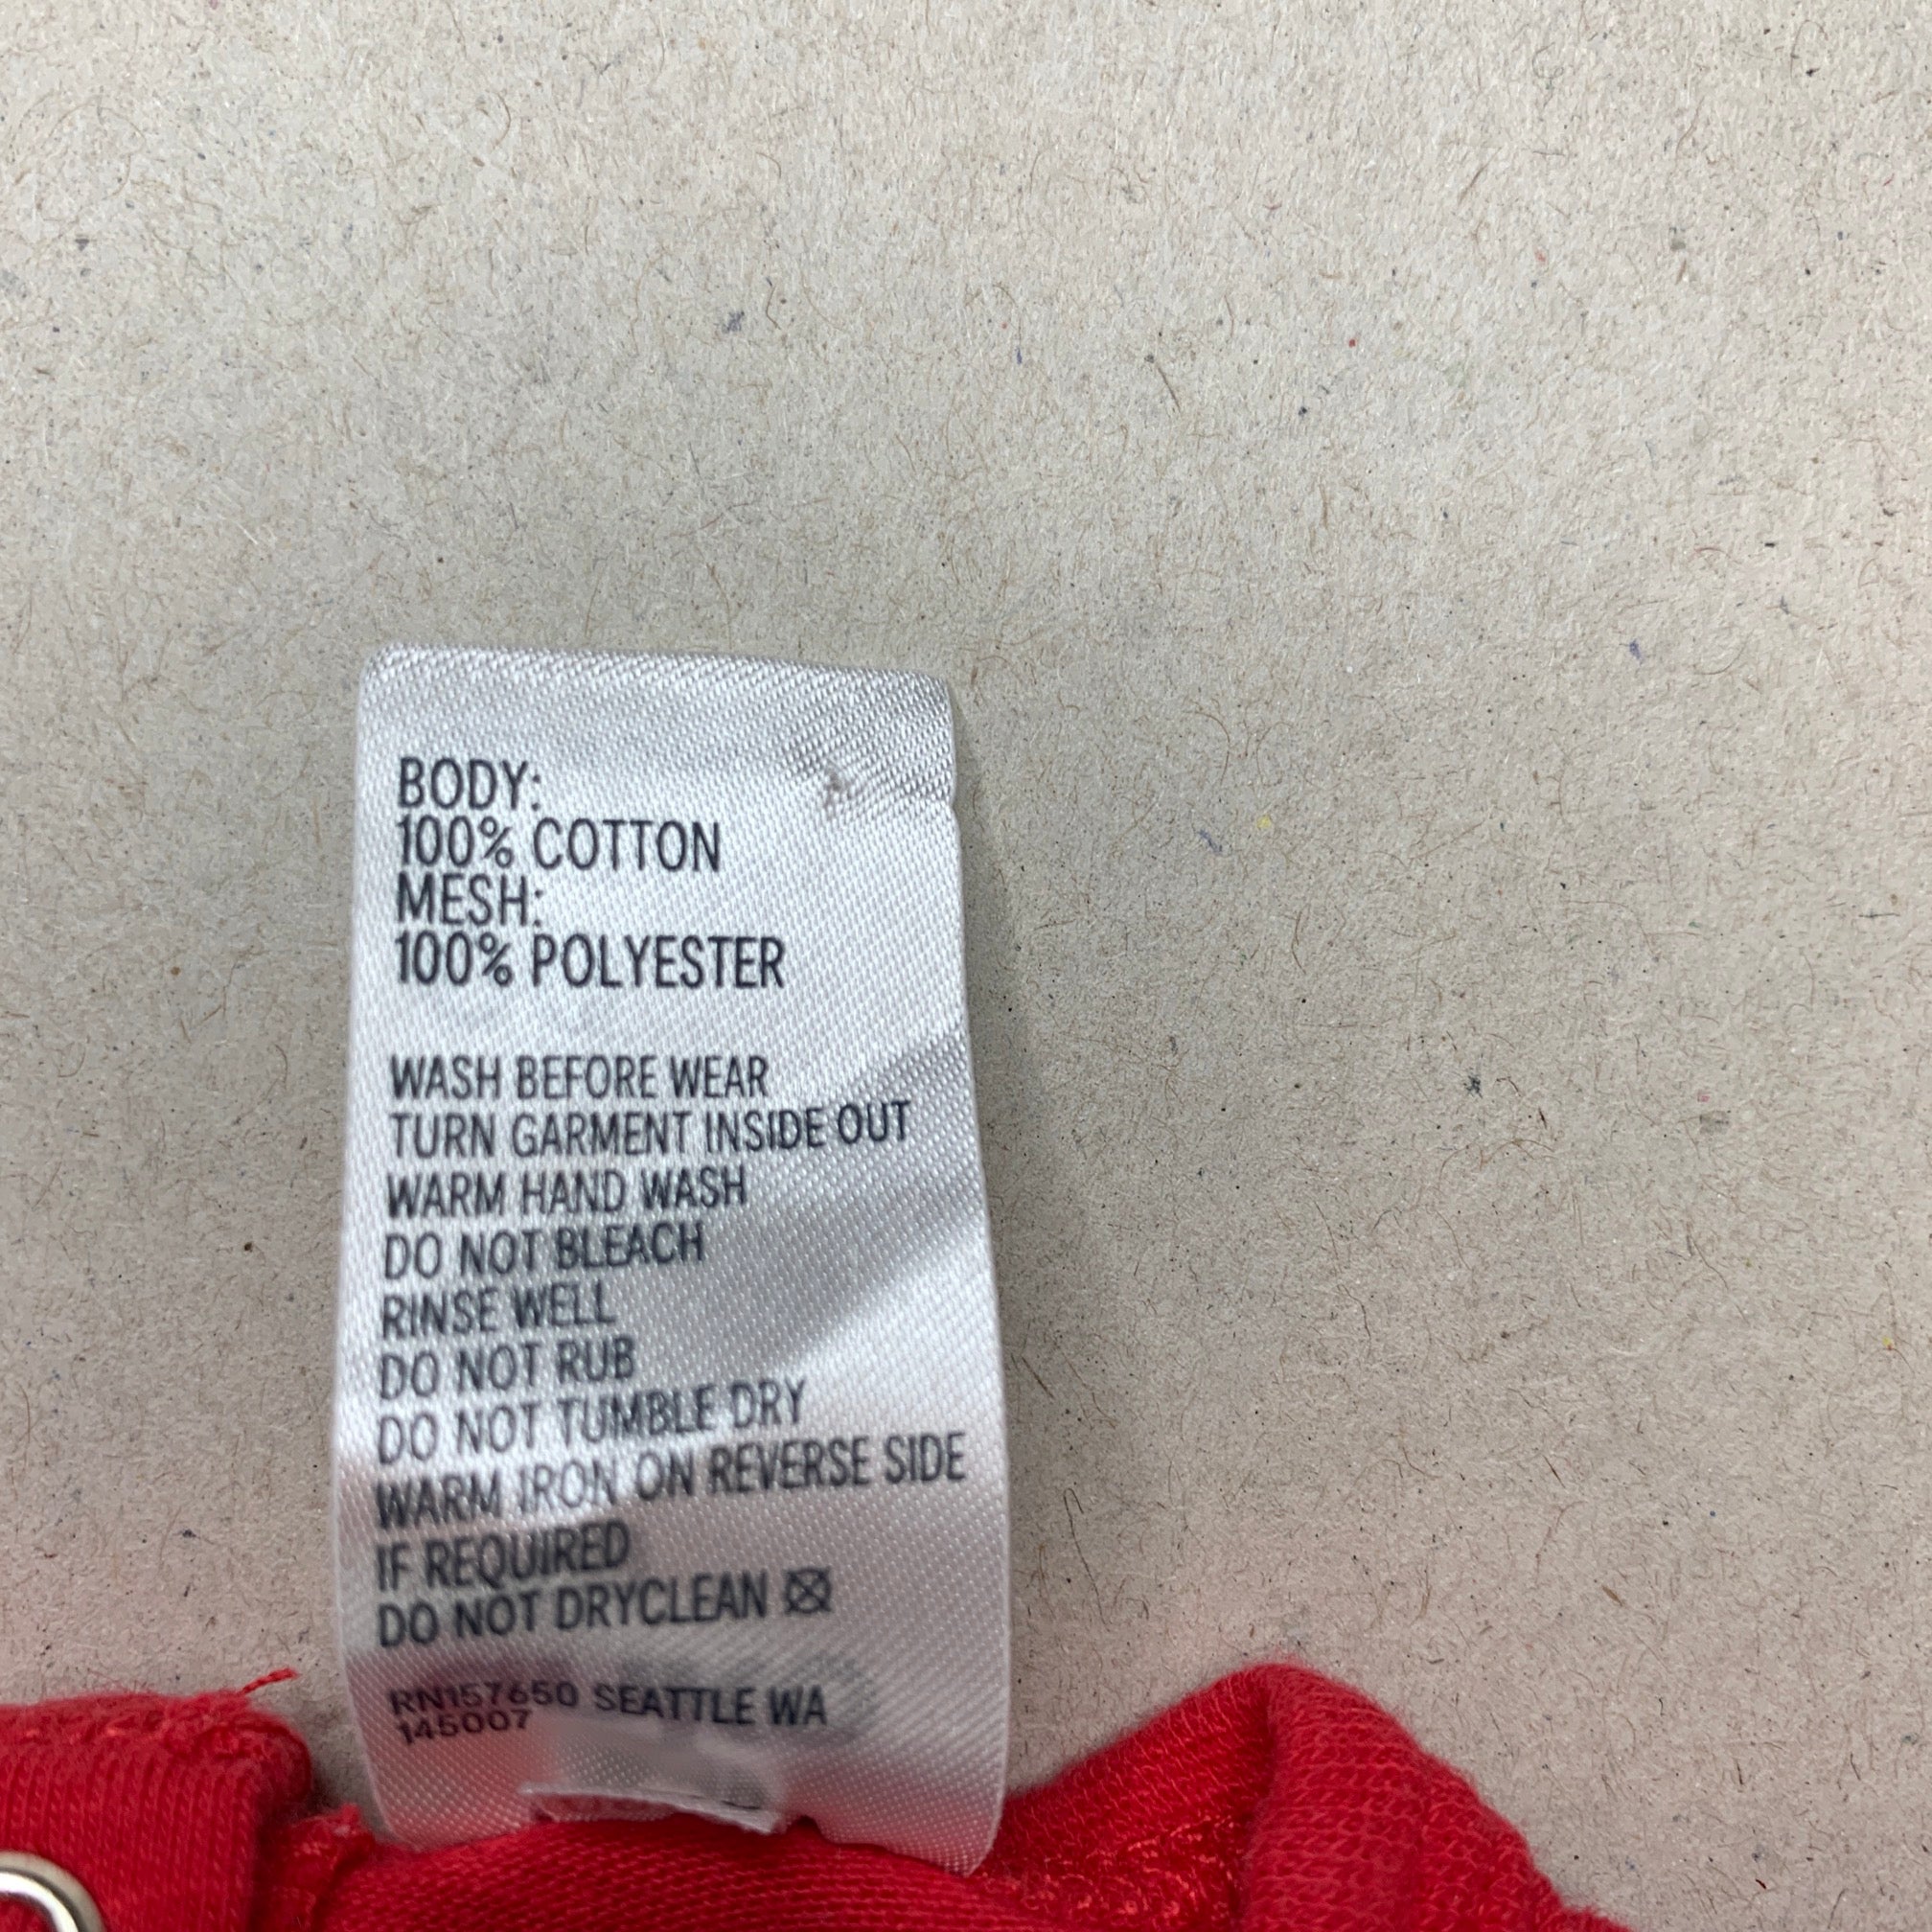 BODY:
100% COTTON
MESH:
100% POLYESTER
WASH BEFORE WEAR
TURN GARMENT INSIDE OUT
WARM HAND WASH
DO NOT BLEACH
RINSE WELL
DO NOT RUB
DO NOT TUMBLE DRY
WARM IRON ON REVERSE SIDE
IF REQUIRED
DO NOT DRYCLEAN
RN157650 SEATTLE WA
145007